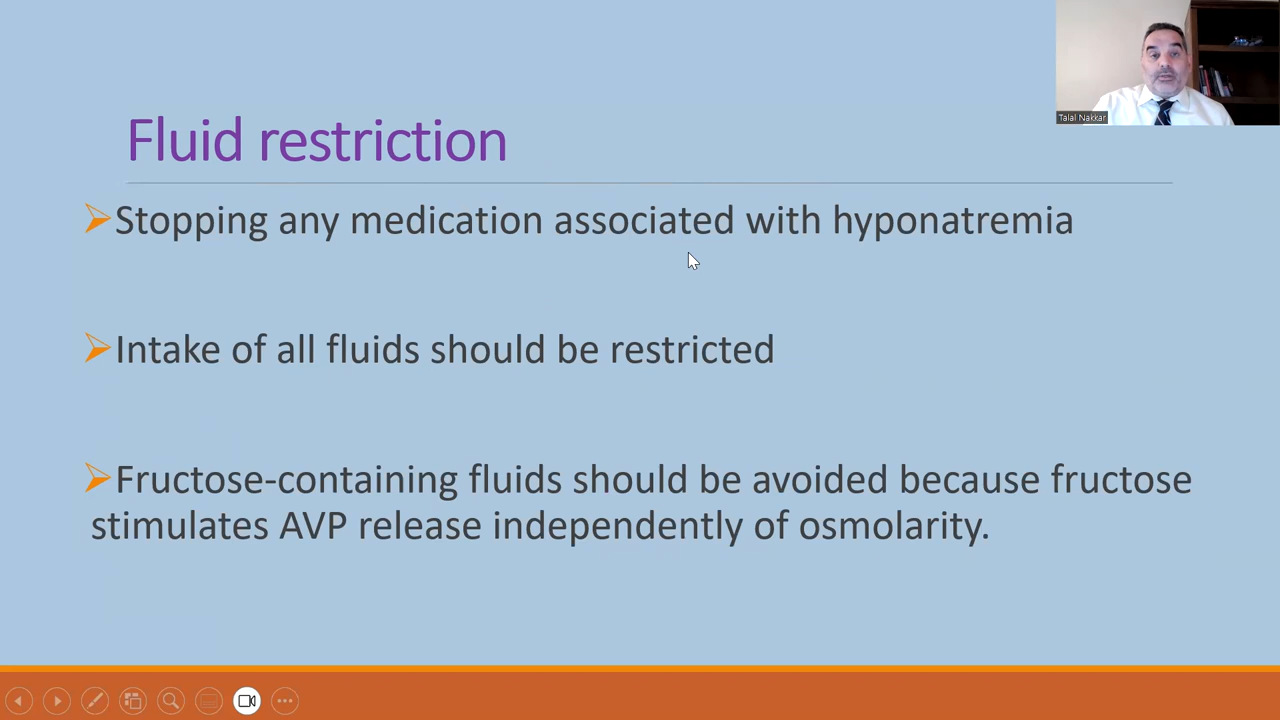 Talal Nakkar
Fluid restriction
Stopping any medication associated with hyponatremia
Intake of all fluids should be restricted
Fructose-containing fluids should be avoided because fructose
stimulates AVP release independently of osmolarity.